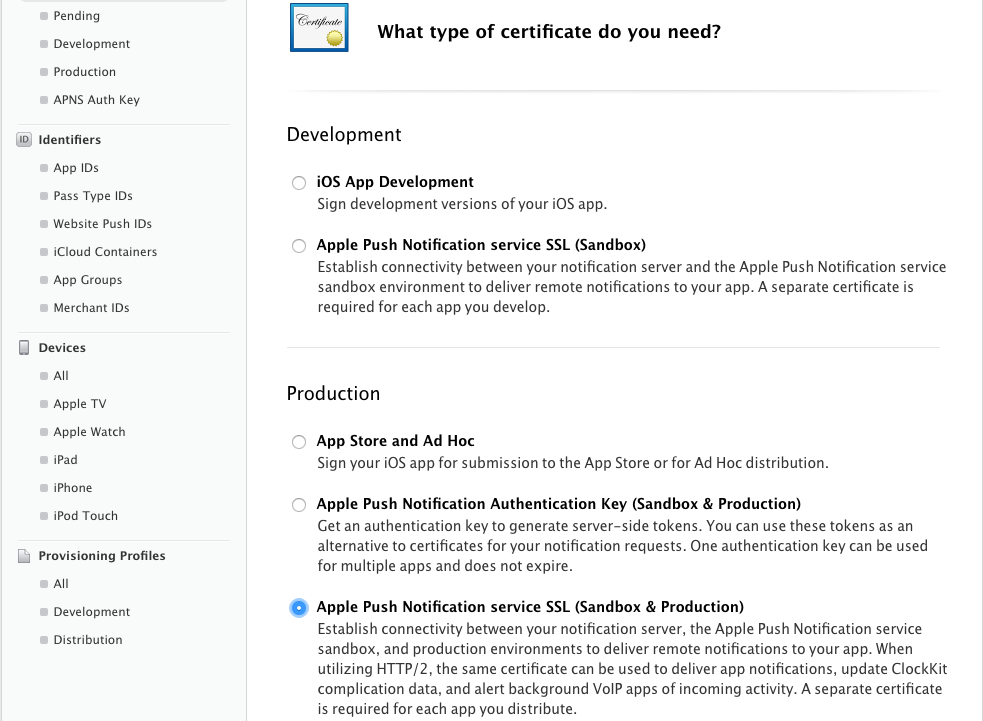 Pending
Development
Production
APNS Auth Key
ID Identifiers
App IDs
Pass Type IDs
Website Push IDs
iCloud Containers
App Groups
Merchant IDs
Devices
All
Apple TV
Apple Watch
iPad
iPhone
iPod Touch
Provisioning Profiles
All
Development
Distribution
Certificate
What type of certificate do you need?
Development
iOS App Development
Sign development versions of your iOS app.
Apple Push Notification service SSL (Sandbox)
Establish connectivity between your notification server and the Apple Push Notification service
sandbox environment to deliver remote notifications to your app. A separate certificate is
required for each app you develop.
Production
App Store and Ad Hoc
Sign your iOS app for submission to the App Store or for Ad Hoc distribution.
Apple Push Notification Authentication Key (Sandbox & Production)
Get an authentication key to generate server-side tokens. You can use these tokens as an
alternative to certificates for your notification requests. One authentication key can be used
for multiple apps and does not expire.
Apple Push Notification service SSL (Sandbox & Production)
Establish connectivity between your notification server, the Apple Push Notification service
sandbox, and production environments to deliver remote notifications to your app. When
utilizing HTTP/2, the same certificate can be used to deliver app notifications, update ClockKit
complication data, and alert background VoIP apps of incoming activity. A separate certificate
is required for each app you distribute.